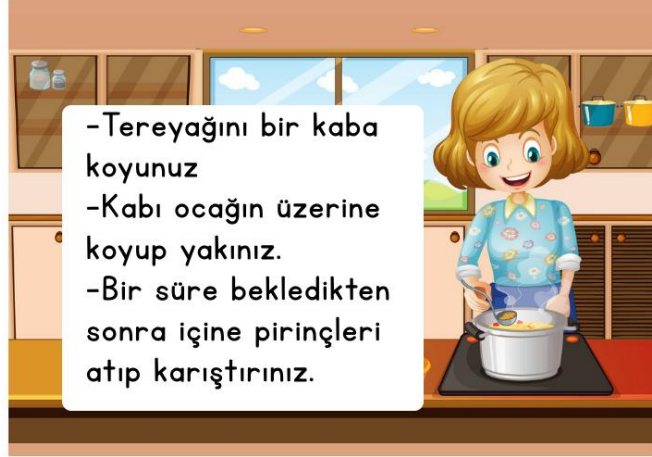 -Tereyağını bir kaba
koyunuz
-Kabı ocağın üzerine
koyup yakınız.
-Bir süre bekledikten
sonra içine pirinçleri
atıp karıştırınız.